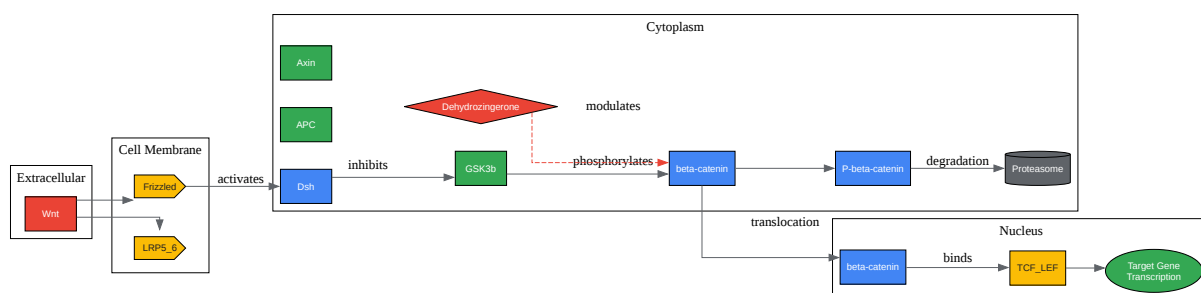 Cytoplasm
Axin
Dehydrozingerone
modulates
APC
Cell Membrane
Extracellular
Frizzled
activates
Dsh
inhibits
GSK3b
phosphorylates
beta-catenin
P-beta-catenin
degradation
Proteasome
Wnt
LRP5_6
translocation
Nucleus
beta-catenin
binds
TCF_LEF
Target Gene
Transcription